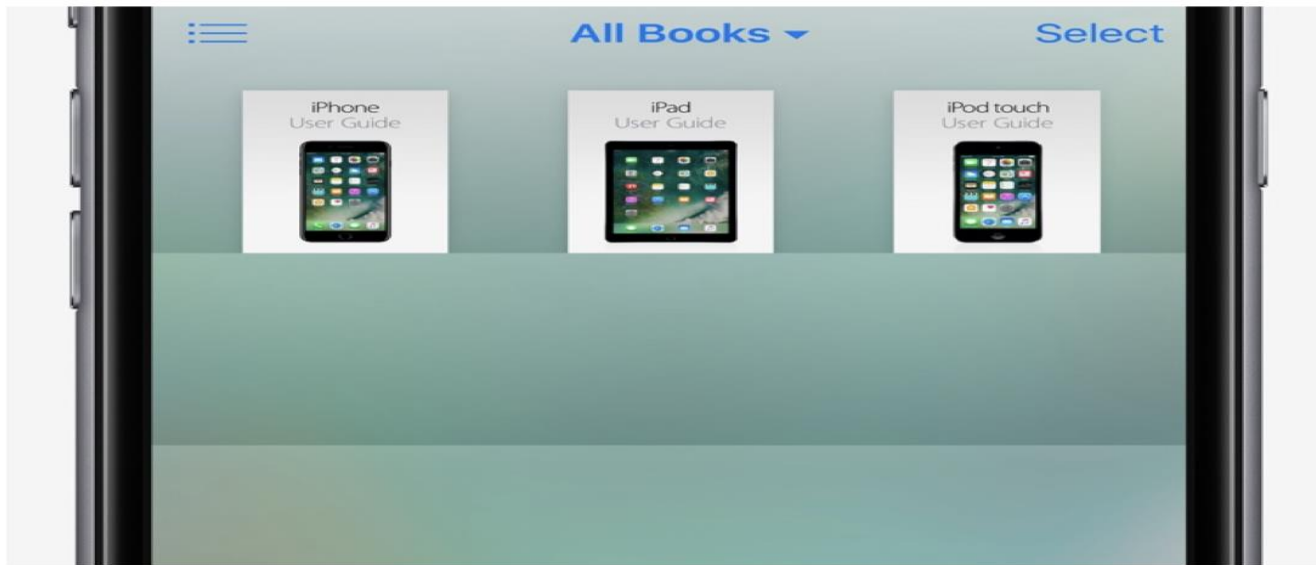 All Books
Select
iPhone
User Guide
iPad
User Guide
iPod touch
User Guide